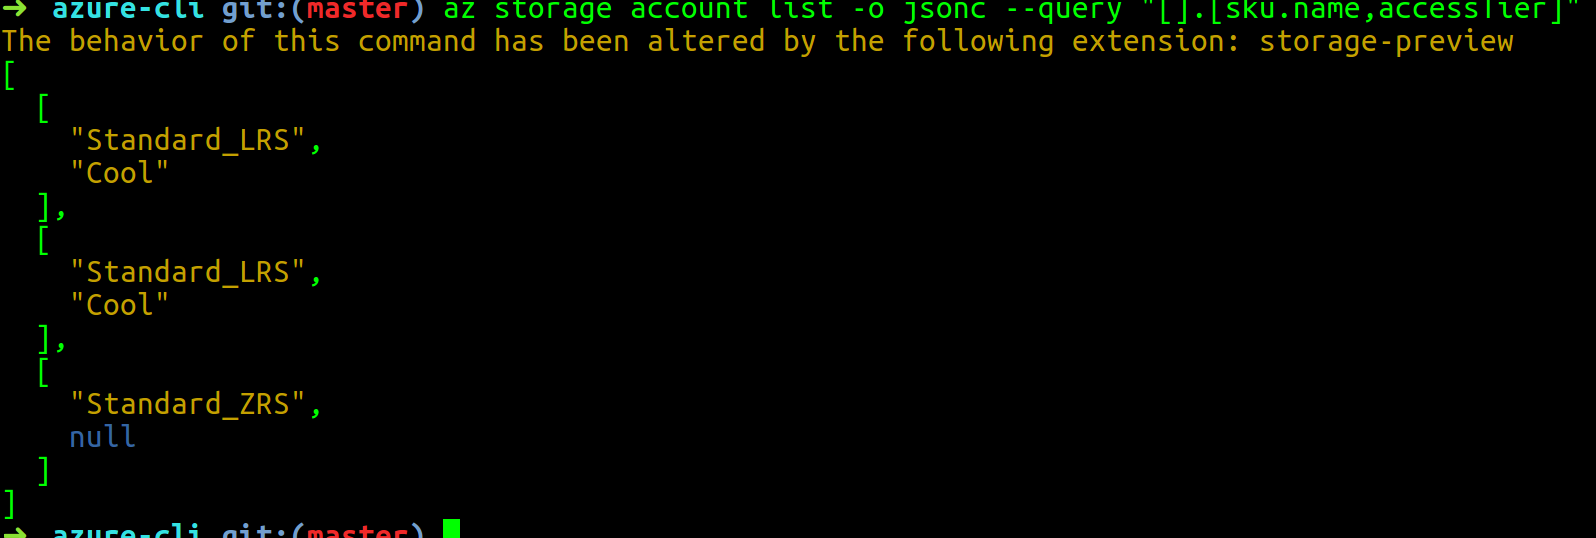 ➜ azure-cli git:(master) az storage account list -o jsonc --query "[].[sku.name,accessTier]"
The behavior of this command has been altered by the following extension: storage-preview
[
  [
    "Standard_LRS",
    "Cool"
  ],
  [
    "Standard_LRS",
    "Cool"
  ],
  [
    "Standard_ZRS",
    null
  ]
]
➜ azure-cli git:(master)